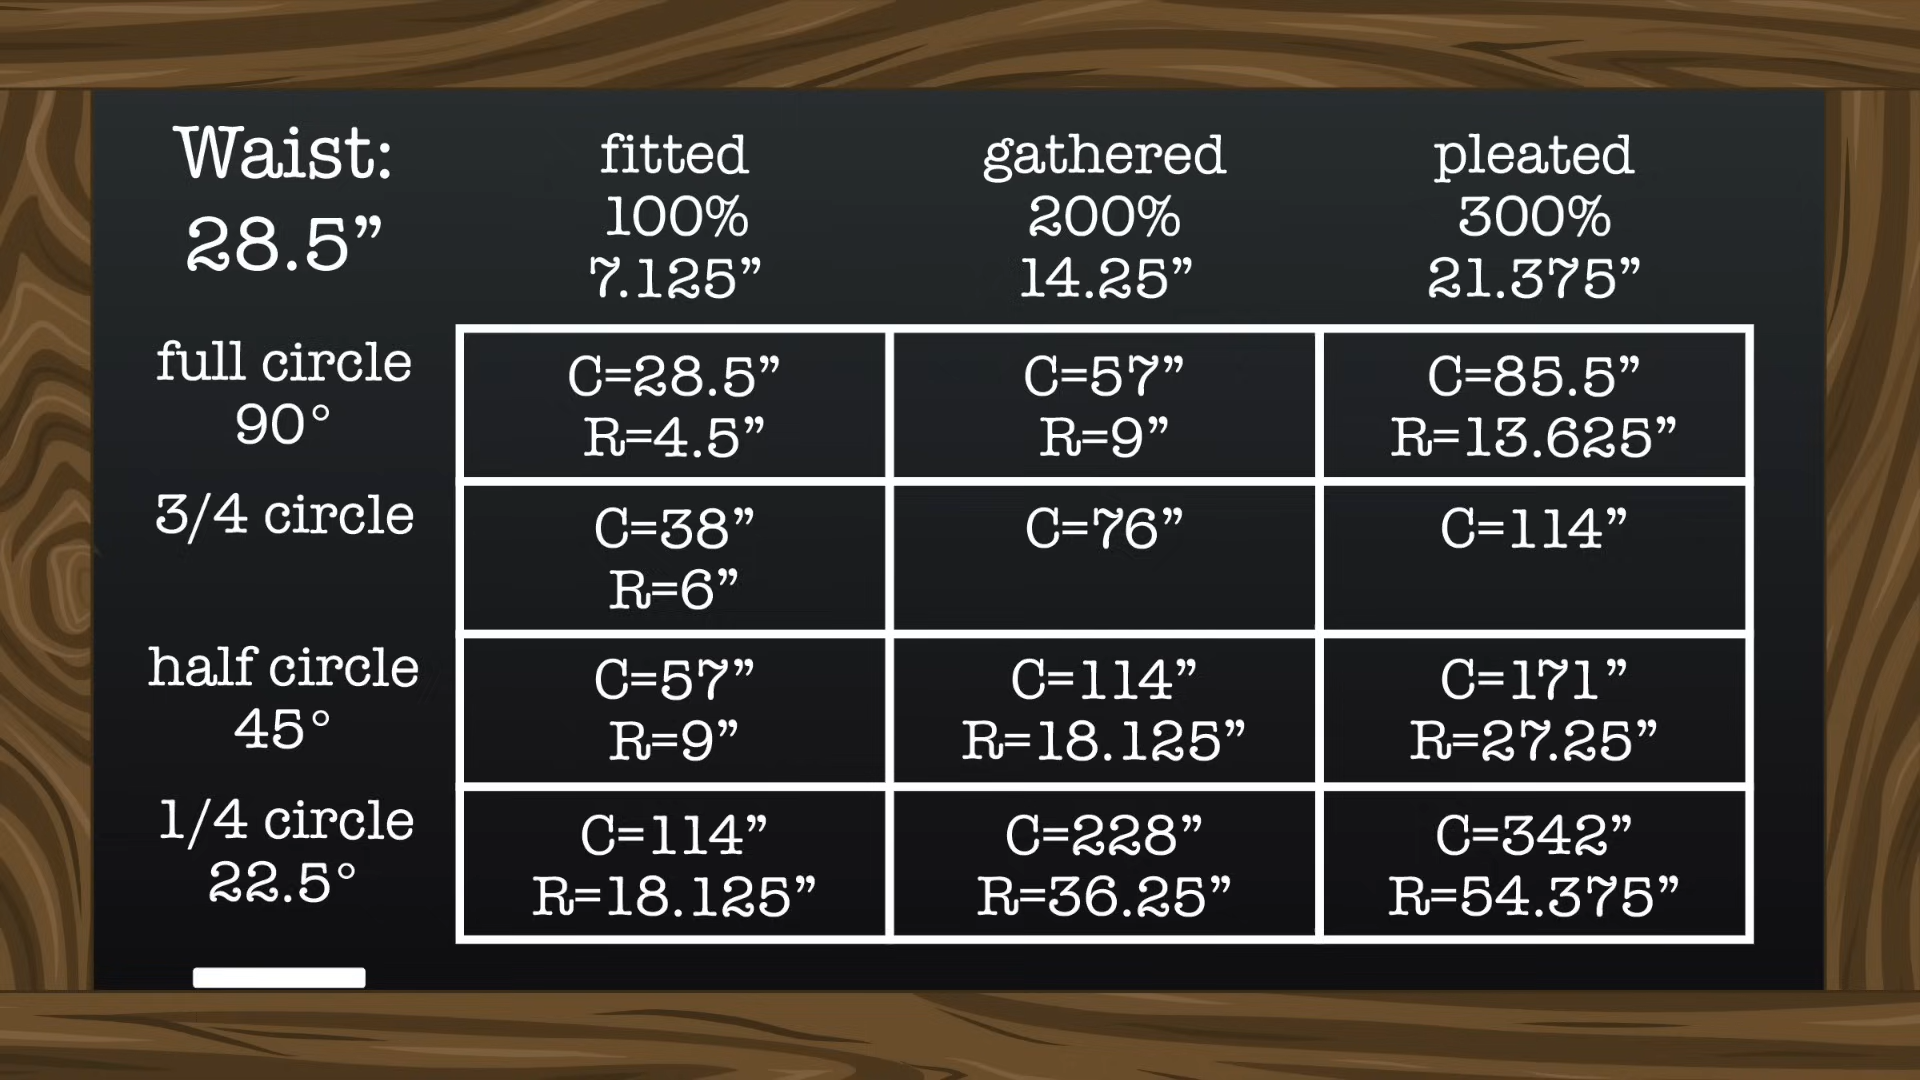 Waist:
28.5”
fitted
100%
7.125”
gathered
200%
14.25”
pleated
300%
21.375”
full circle
90°
C=28.5”
R=4.5”
C=57”
R=9”
C=85.5”
R=13.625”
3/4 circle
C=38”
R=6”
C=76”
C=114”
half circle
45°
C=57”
R=9”
C=114”
R=18.125”
C=171”
R=27.25”
1/4 circle
22.5°
C=114”
R=18.125”
C=228”
R=36.25”
C=342”
R=54.375”